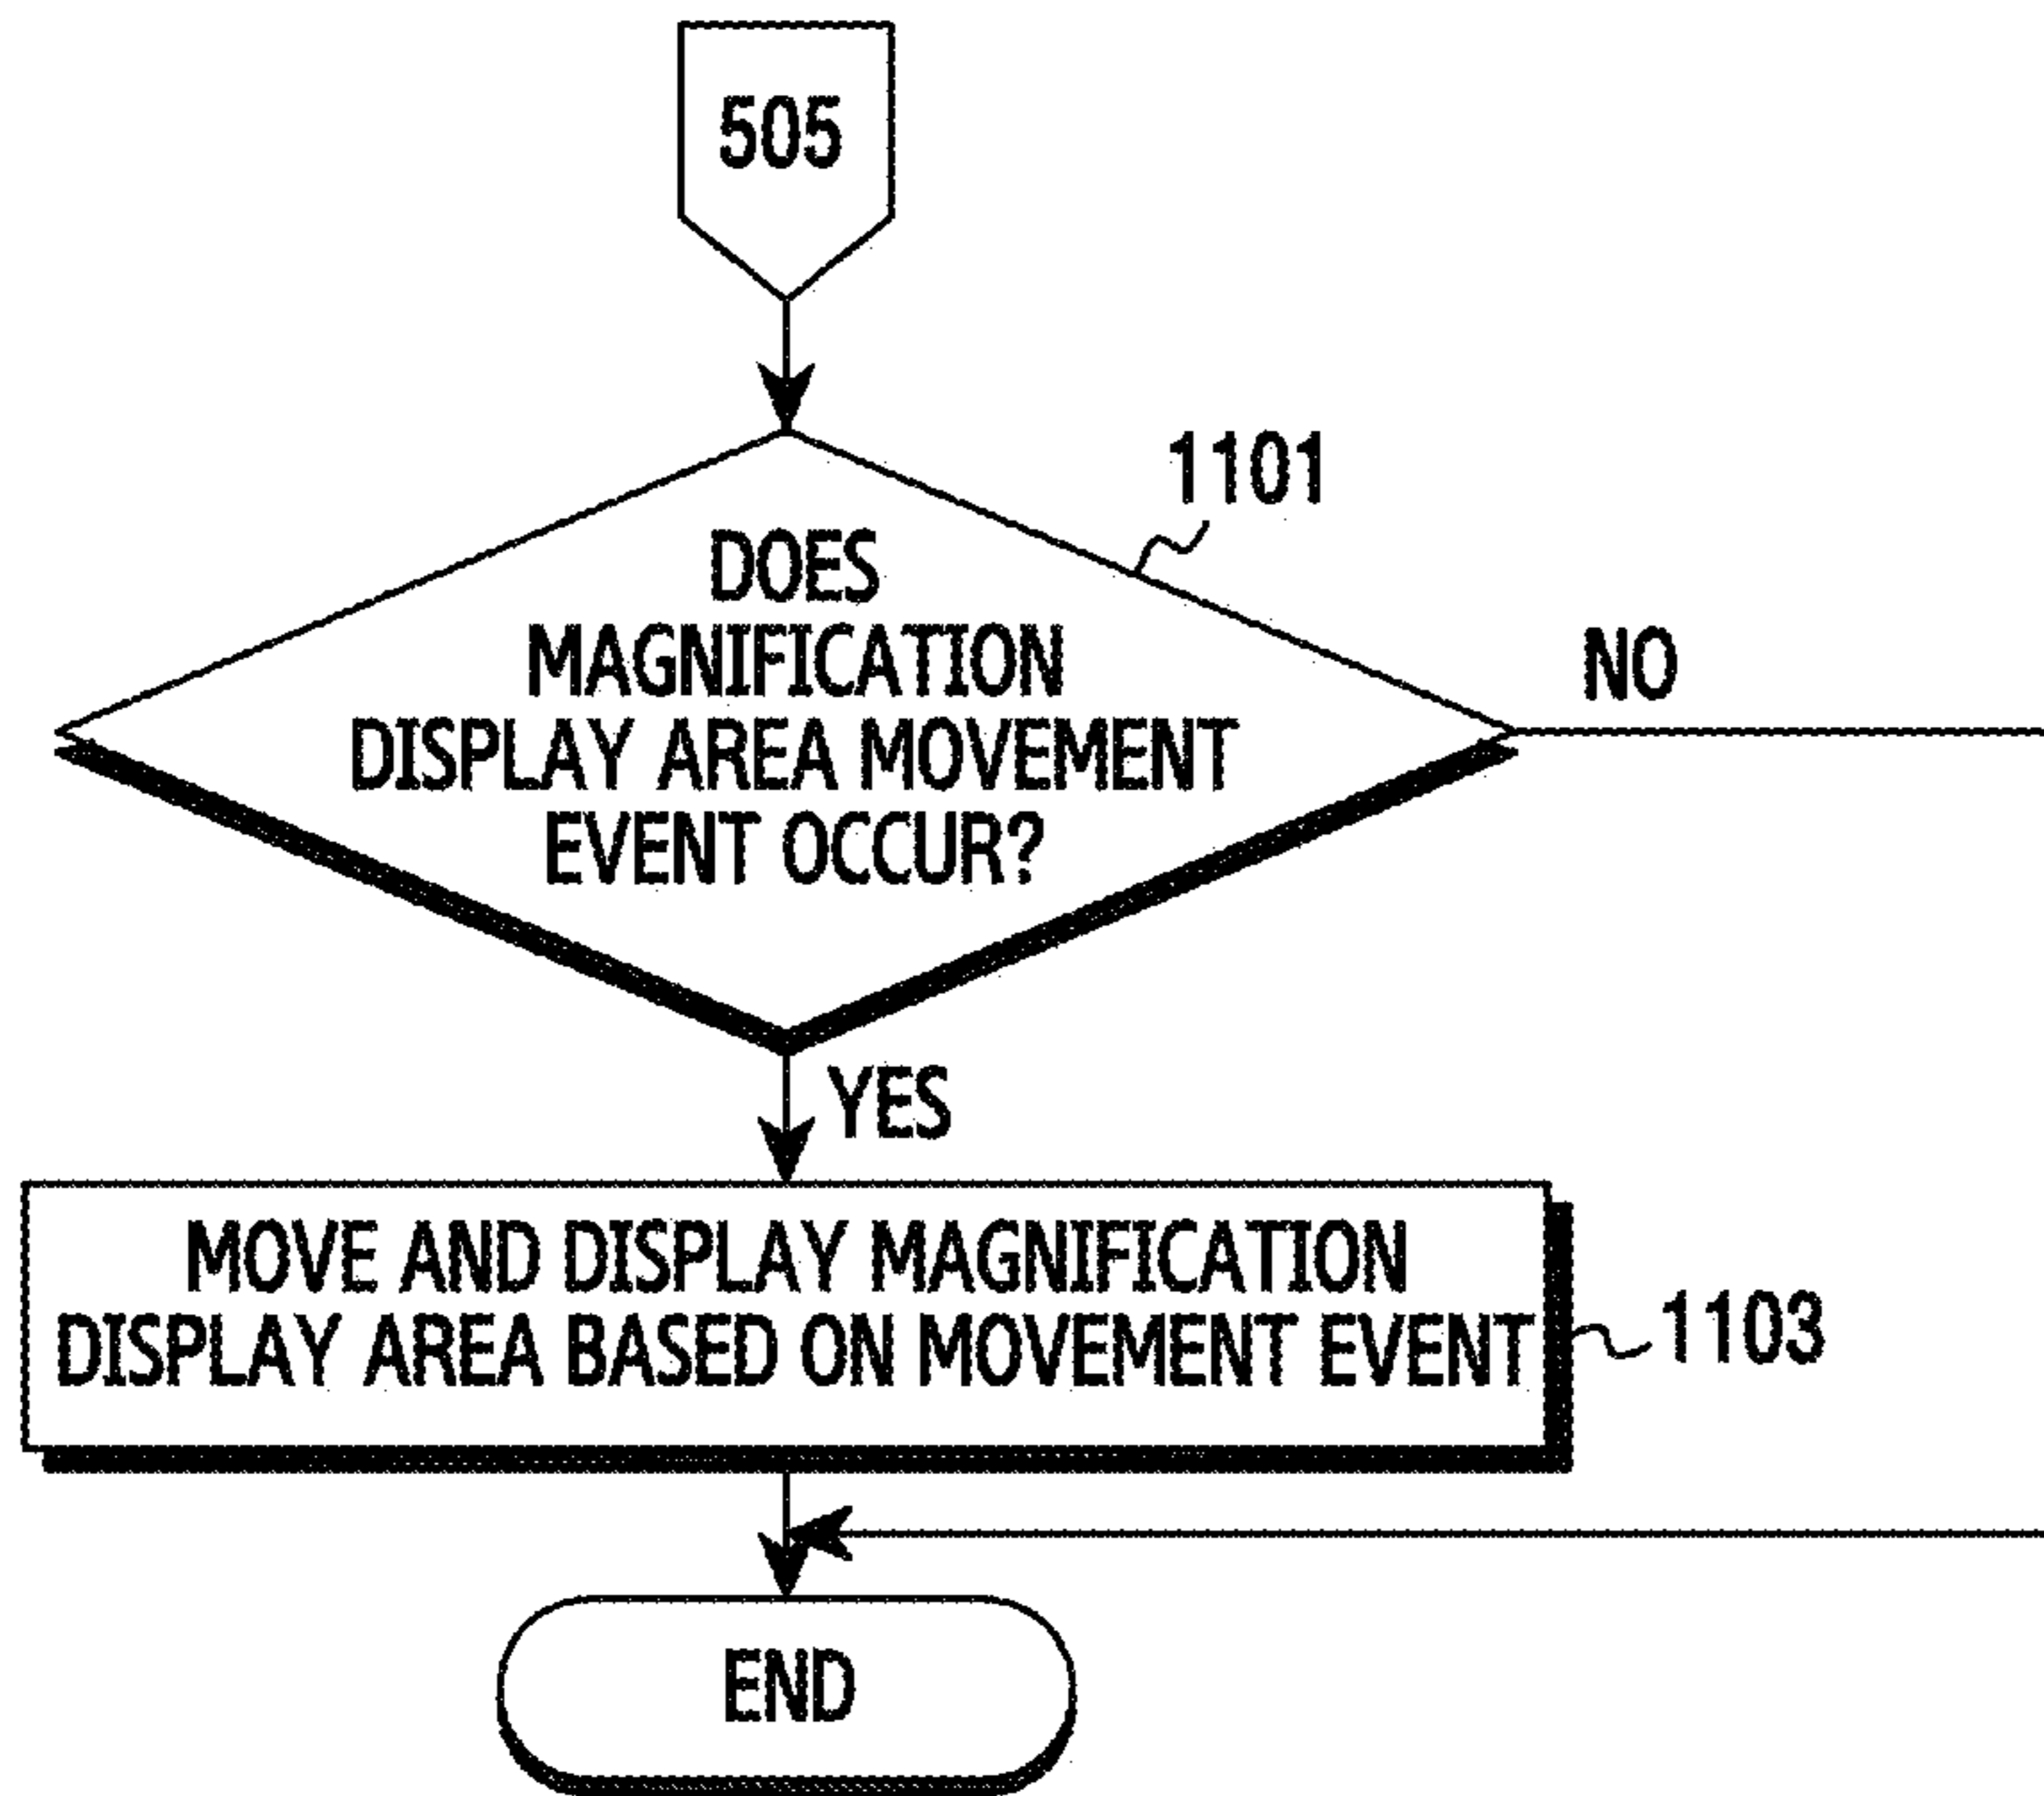 505
1101
DOES
MAGNIFICATION
DISPLAY AREA MOVEMENT
EVENT OCCUR?
NO
YES
MOVE AND DISPLAY MAGNIFICATION
DISPLAY AREA BASED ON MOVEMENT EVENT
1103
END